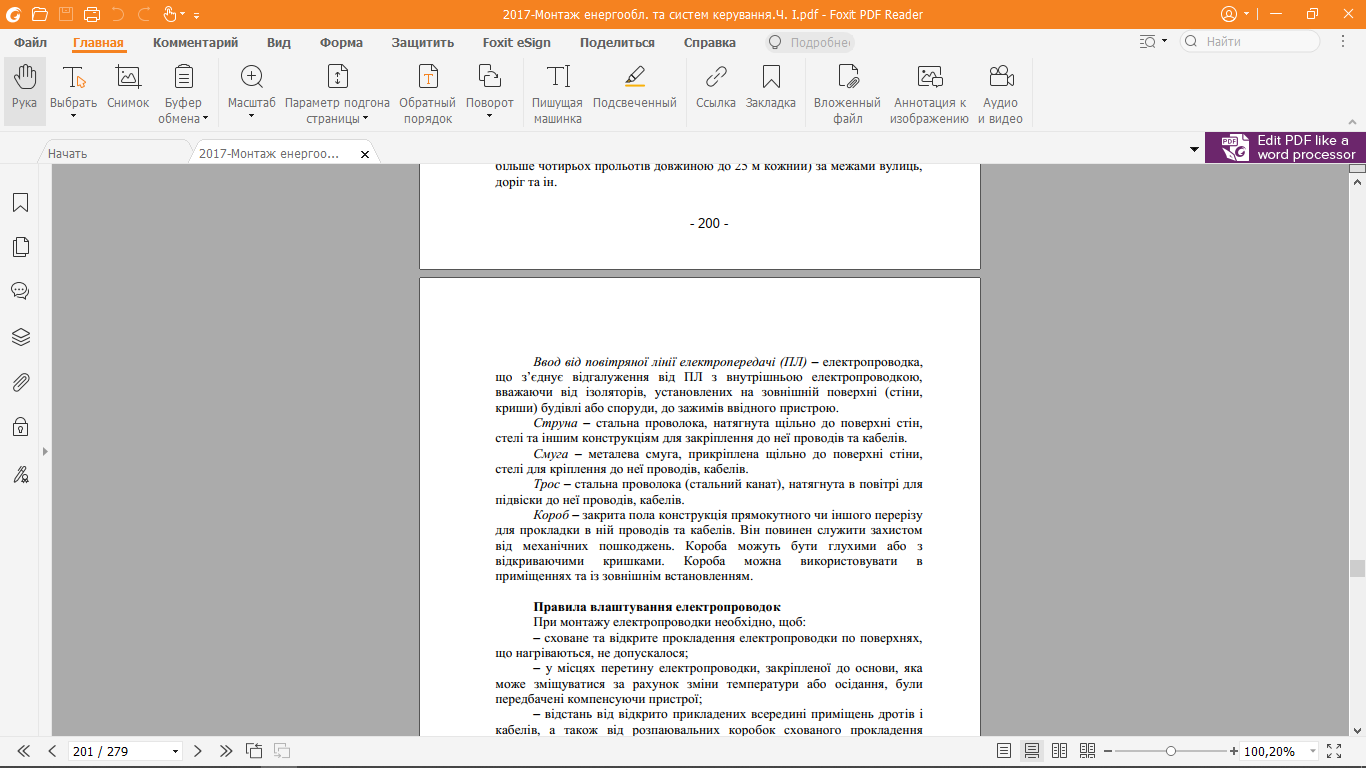 2017-Монтаж енергообл. та систем керування.Ч. І.pdf - Foxit PDF Reader
Файл Главная Комментарий Вид Форма Защитить Foxit eSign Поделиться Справка Подробнее Найти
Рука Выбрать Снимок Буфер обмена Масштаб Параметр подгона страницы Обратный порядок Поворот Пишущая машинка Подсвеченный Ссылка Закладка Вложенный файл Аннотация к изображению Аудио и видео
Начать 2017-Монтаж енергоо...
Edit PDF like a
word processor
більше чотирьох прольотів довжиною до 25 м кожний) за межами вулиць,
доріг та ін.
- 200 -
Ввод від повітряної лінії електропередачі (ПЛ) – електропроводка,
що з’єднує відгалуження від ПЛ з внутрішньою електропроводкою,
вважаючи від ізоляторів, установлених на зовнішній поверхні (стіни,
криши) будівлі або споруди, до зажимів ввідного пристрою.
Струна – стальна проволока, натягнута щільно до поверхні стін,
стелі та іншим конструкціям для закріплення до неї проводів та кабелів.
Смуга – металева смуга, прикріплена щільно до поверхні стіни,
стелі для кріплення до неї проводів, кабелів.
Трос – стальна проволока (стальний канат), натягнута в повітрі для
підвіски до неї проводів, кабелів.
Короб – закрита пола конструкція прямокутного чи іншого перерізу
для прокладки в ній проводів та кабелів. Він повинен служити захистом
від механічних пошкоджень. Короба можуть бути глухими або з
відкриваючими кришками. Короба можна використовувати в
приміщеннях та із зовнішнім встановленням.
Правила влаштування електропроводок
При монтажу електропроводки необхідно, щоб:
– сховане та відкрите прокладення електропроводки по поверхнях,
що нагріваються, не допускалося;
– у місцях перетину електропроводки, закріпленої до основи, яка
може зміщуватися за рахунок зміни температури або осідання, були
передбачені компенсуючи пристрої;
– відстань від відкрито прикладених всередині приміщень дротів і
кабелів, а також від розпаювальних коробок схованого прокладення
201 / 279 100,20%